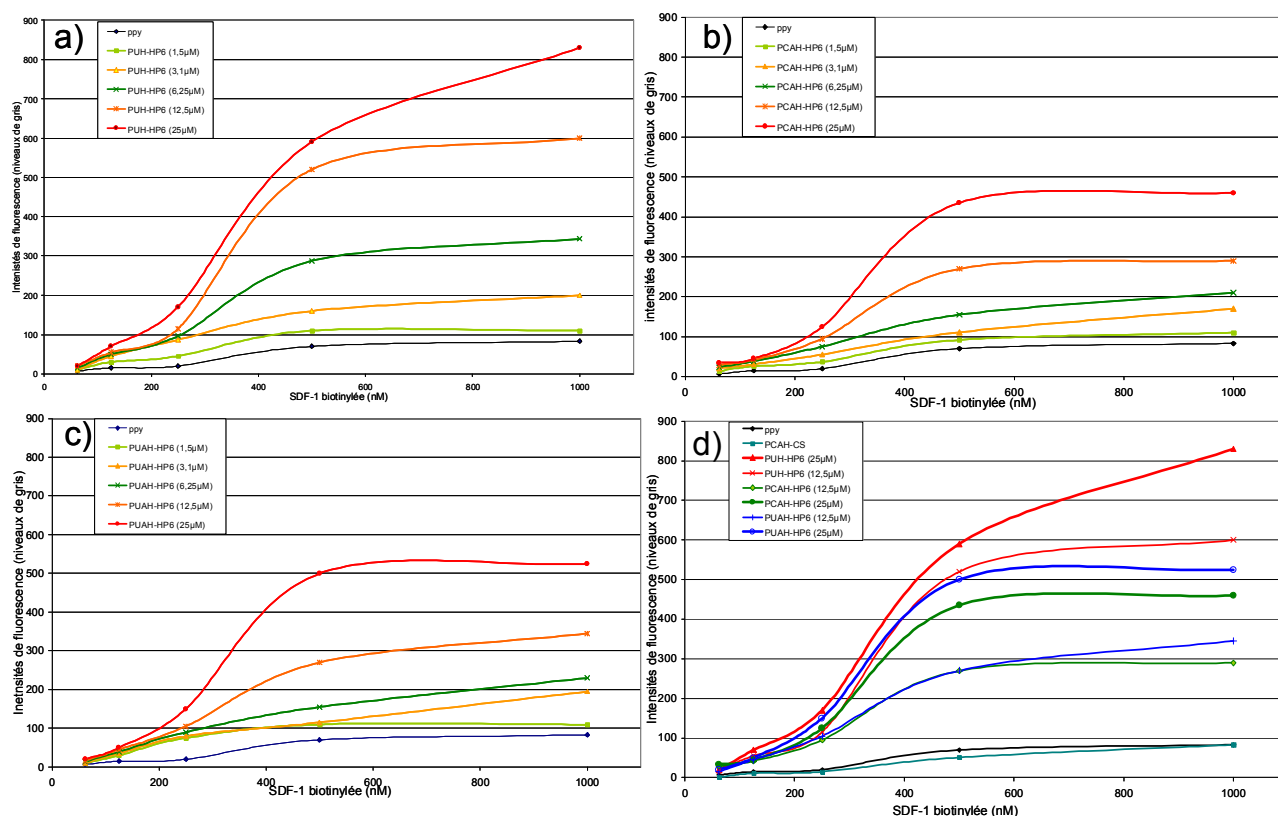 a)
ppy
PUH-HP6 (1,5µM)
PUH-HP6 (3,1µM)
PUH-HP6 (6,25µM)
PUH-HP6 (12,5µM)
PUH-HP6 (25µM)
Intenistés de fluorescence (niveaux de gris)
900
800
700
600
500
400
300
200
100
0
0 200 400 600 800 1000
SDF-1 biotinylée (nM)
b)
ppy
PCAH-HP6 (1,5µM)
PCAH-HP6 (3,1µM)
PCAH-HP6 (6,25µM)
PCAH-HP6 (12,5µM)
PCAH-HP6 (25µM)
intensités de fluorescence (niveaux de gris)
900
800
700
600
500
400
300
200
100
0
0 200 400 600 800 1000
SDF-1 biotinylée (nM)
c)
ppy
PUAH-HP6 (1,5µM)
PUAH-HP6 (3,1µM)
PUAH-HP6 (6,25µM)
PUAH-HP6 (12,5µM)
PUAH-HP6 (25µM)
Inetnsités de fluorescence (niveaux de gris)
900
800
700
600
500
400
300
200
100
0
0 200 400 600 800 1000
SDF-1 biotinylée (nM)
d)
ppy
PCAH-CS
PUH-HP6 (25µM)
PUH-HP6 (12,5µM)
PCAH-HP6 (12,5µM)
PCAH-HP6 (25µM)
PUAH-HP6 (12,5µM)
PUAH-HP6 (25µM)
Intensités de fluorescence (niveaux de gris)
900
800
700
600
500
400
300
200
100
0
0 200 400 600 800 1000
SDF-1 biotinylée (nM)